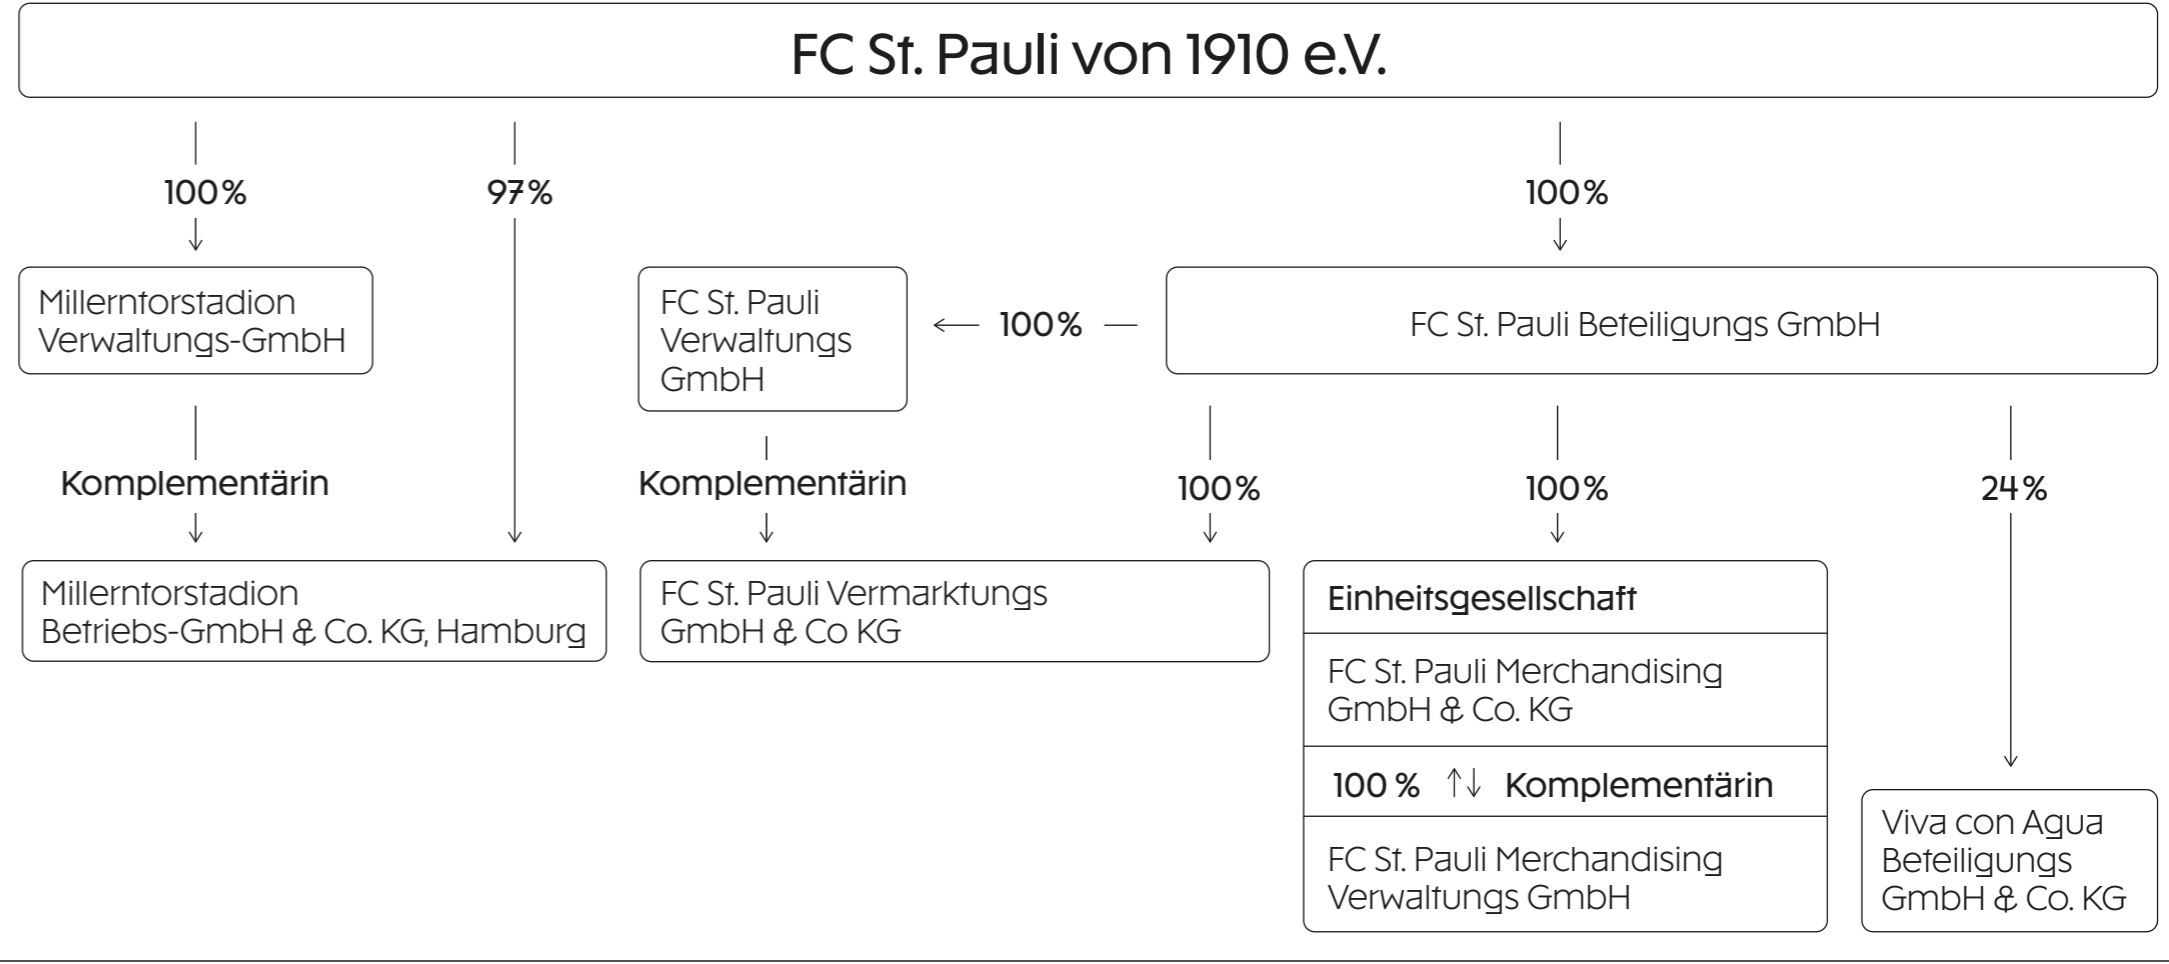 FC St. Pauli von 1910 e.V.
100%
97%
100%
Millerntorstadion
Verwaltungs-GmbH
FC St. Pauli
Verwaltungs
GmbH
100%
FC St. Pauli Beteiligungs GmbH
Komplementärin
Komplementärin
100%
100%
24%
Millerntorstadion
Betriebs-GmbH & Co. KG, Hamburg
FC St. Pauli Vermarktungs
GmbH & Co KG
Einheitsgesellschaft
FC St. Pauli Merchandising
GmbH & Co. KG
100 % ↑↓ Komplementärin
FC St. Pauli Merchandising
Verwaltungs GmbH
Viva con Agua
Beteiligungs
GmbH & Co. KG